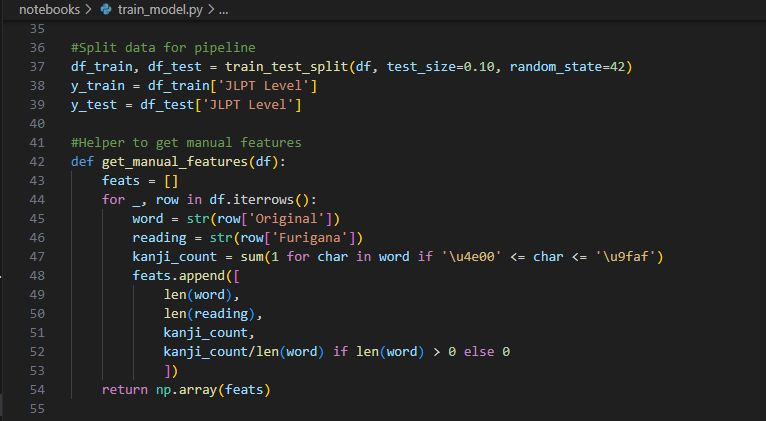 notebooks > train_model.py > ...
35
36 #Split data for pipeline
37 df_train, df_test = train_test_split(df, test_size=0.10, random_state=42)
38 y_train = df_train['JLPT Level']
39 y_test = df_test['JLPT Level']
40
41 #Helper to get manual features
42 def get_manual_features(df):
43     feats = []
44     for _, row in df.iterrows():
45         word = str(row['Original'])
46         reading = str(row['Furigana'])
47         kanji_count = sum(1 for char in word if '\u4e00' <= char <= '\u9faf')
48         feats.append([
49             len(word),
50             len(reading),
51             kanji_count,
52             kanji_count/len(word) if len(word) > 0 else 0
53             ])
54     return np.array(feats)
55